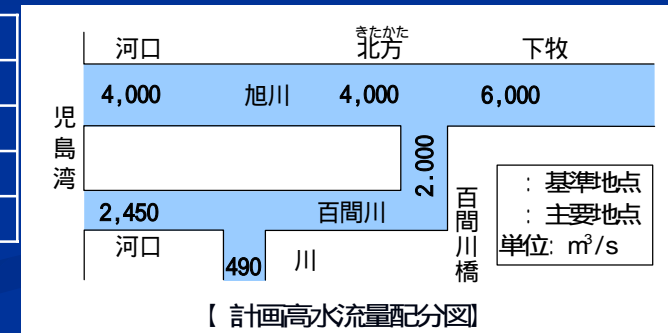 河口
きたかた
北方
下牧
4,000
旭川
4,000
6,000
児島湾
2.000
: 基準地点
: 主要地点
単位: m³/s
2,450
百間川
百間川橋
河口
490
川
【 計画高水流量配分図】